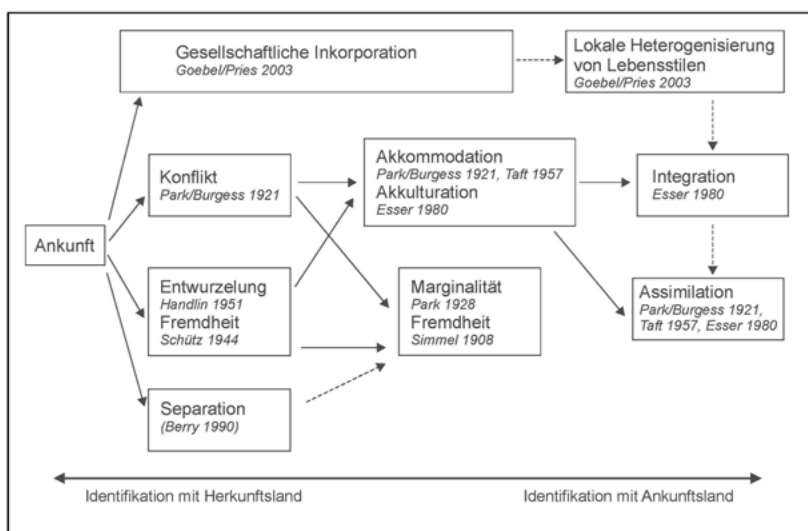 Gesellschaftliche Inkorporation
Goebel/Pries 2003
Lokale Heterogenisierung
von Lebensstilen
Goebel/Pries 2003
Konflikt
Park/Burgess 1921
Akkommodation
Park/Burgess 1921, Taft 1957
Akkulturation
Esser 1980
Integration
Esser 1980
Ankunft
Entwurzelung
Handlin 1951
Fremdheit
Schütz 1944
Marginalität
Park 1928
Fremdheit
Simmel 1908
Assimilation
Park/Burgess 1921,
Taft 1957, Esser 1980
Separation
(Berry 1990)
Identifikation mit Herkunftsland
Identifikation mit Ankunftsland